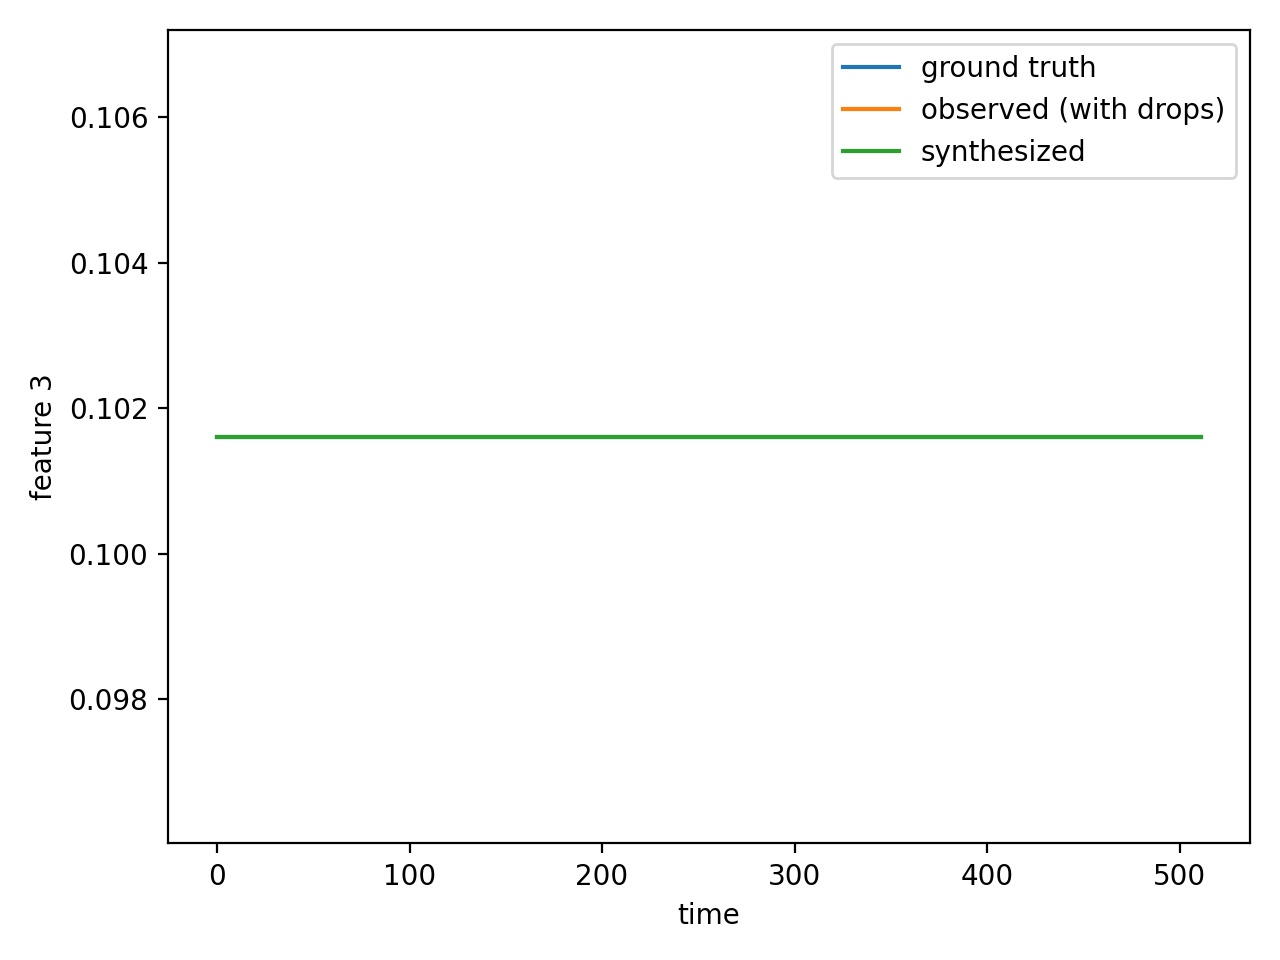 ground truth
observed (with drops)
synthesized
0.106
0.104
0.102
0.100
0.098
feature 3
0 100 200 300 400 500
time